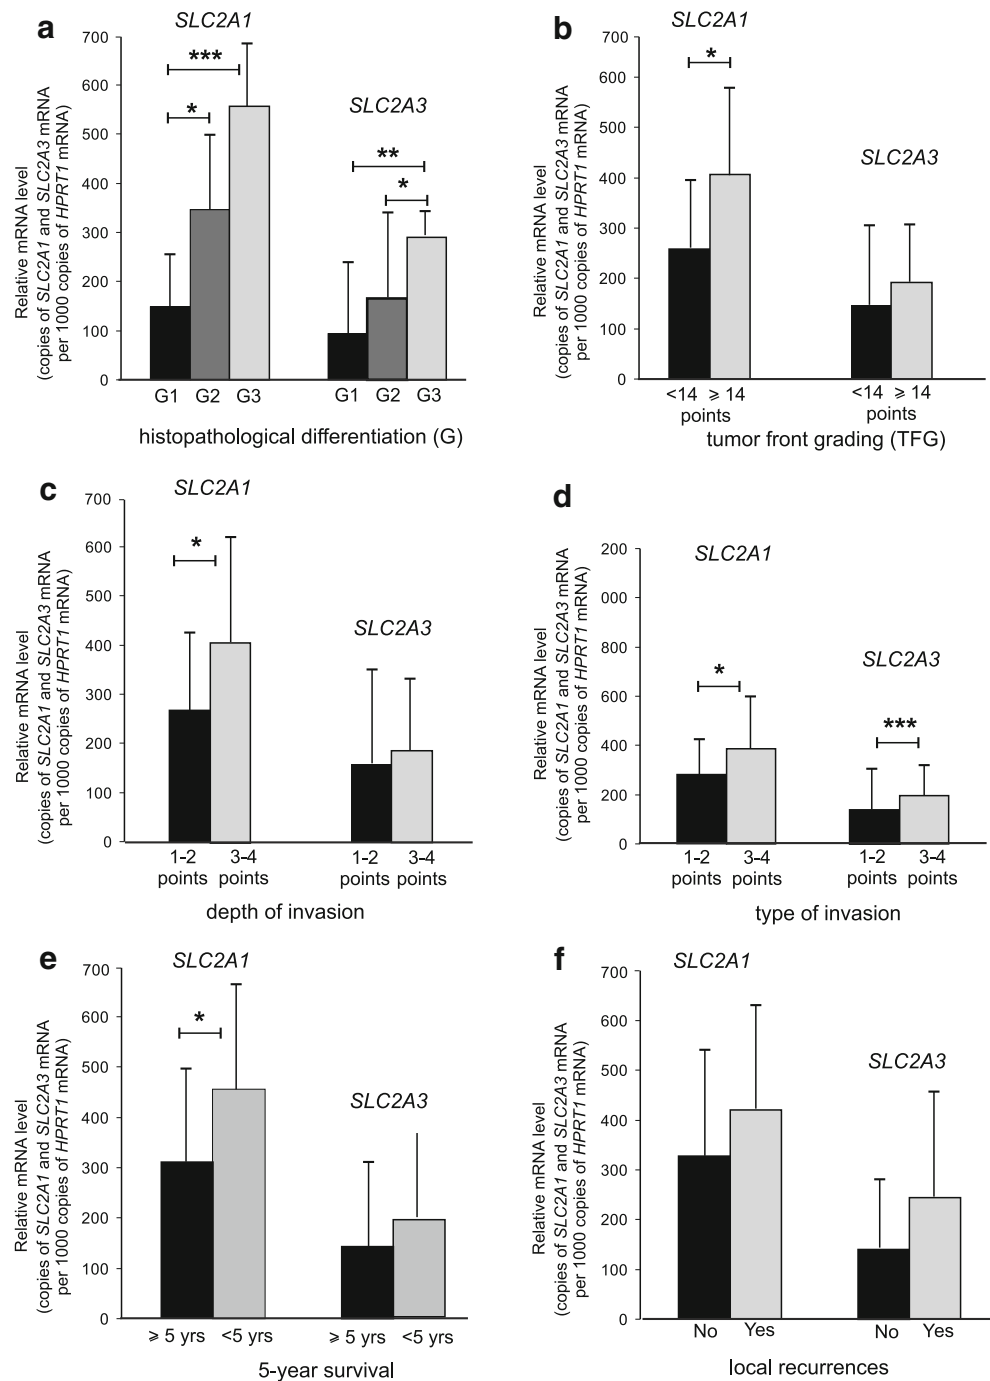 a
SLC2A1
SLC2A3
Relative mRNA level
(copies of SLC2A1 and SLC2A3 mRNA
per 1000 copies of HPRT1 mRNA)
700
600
500
400
300
200
100
0
***
*
**
*
G1 G2 G3
G1 G2 G3
histopathological differentiation (G)
b
SLC2A1
SLC2A3
Relative mRNA level
(copies of SLC2A1 and SLC2A3 mRNA
per 1000 copies of HPRT1 mRNA)
700
600
500
400
300
200
100
0
*
<14 ⩾ 14
points
<14 ⩾ 14
points
tumor front grading (TFG)
c
SLC2A1
SLC2A3
Relative mRNA level
(copies of SLC2A1 and SLC2A3 mRNA
per 1000 copies of HPRT1 mRNA)
700
600
500
400
300
200
100
0
*
1-2 3-4
points points
1-2 3-4
points points
depth of invasion
d
SLC2A1
SLC2A3
Relative mRNA level
(copies of SLC2A1 and SLC2A3 mRNA
per 1000 copies of HPRT1 mRNA)
200
000
800
600
400
200
0
*
***
1-2 3-4
points points
1-2 3-4
points points
type of invasion
e
SLC2A1
SLC2A3
Relative mRNA level
(copies of SLC2A1 and SLC2A3 mRNA
per 1000 copies of HPRT1 mRNA)
700
600
500
400
300
200
100
0
*
⩾ 5 yrs <5 yrs
⩾ 5 yrs <5 yrs
5-year survival
f
SLC2A1
SLC2A3
Relative mRNA level
(copies of SLC2A1 and SLC2A3 mRNA
per 1000 copies of HPRT1 mRNA)
700
600
500
400
300
200
100
0
No Yes
No Yes
local recurrences